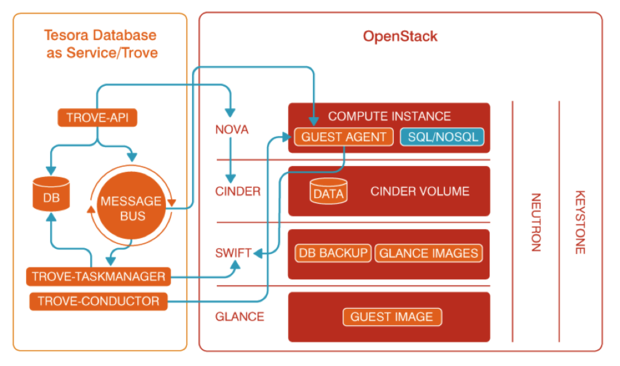 Tesora Database
as Service/Trove
OpenStack
TROVE-API
DB
MESSAGE
BUS
TROVE-TASKMANAGER
TROVE-CONDUCTOR
NOVA
COMPUTE INSTANCE
GUEST AGENT
SQL/NOSQL
CINDER
DATA
CINDER VOLUME
SWIFT
DB BACKUP
GLANCE IMAGES
GLANCE
GUEST IMAGE
NEUTRON
KEYSTONE